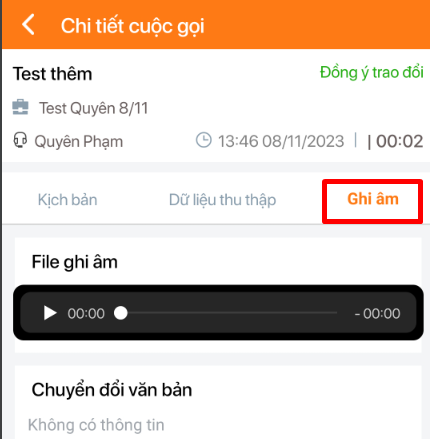 Chi tiết cuộc gọi
Test thêm Đồng ý trao đổi
Test Quyên 8/11
Quyên Phạm 13:46 08/11/2023 | | 00:02
Kịch bản Dữ liệu thu thập Ghi âm
File ghi âm
00:00 - 00:00
Chuyển đổi văn bản
Không có thông tin